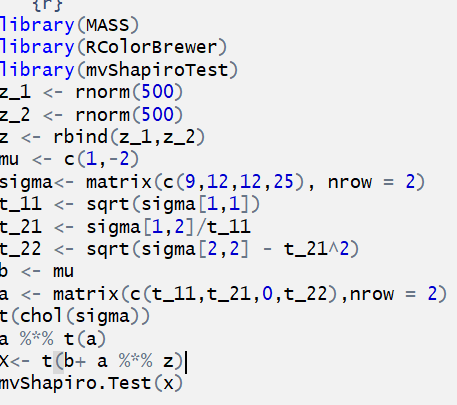 {r}
library(MASS)
library(RColorBrewer)
library(mvShapiroTest)
z_1 <- rnorm(500)
z_2 <- rnorm(500)
z <- rbind(z_1,z_2)
mu <- c(1,-2)
sigma<- matrix(c(9,12,12,25), nrow = 2)
t_11 <- sqrt(sigma[1,1])
t_21 <- sigma[1,2]/t_11
t_22 <- sqrt(sigma[2,2] - t_21^2)
b <- mu
a <- matrix(c(t_11,t_21,0,t_22),nrow = 2)
t(chol(sigma))
a %*% t(a)
X<- t(b+ a %*% z)
mvShapiro.Test(x)